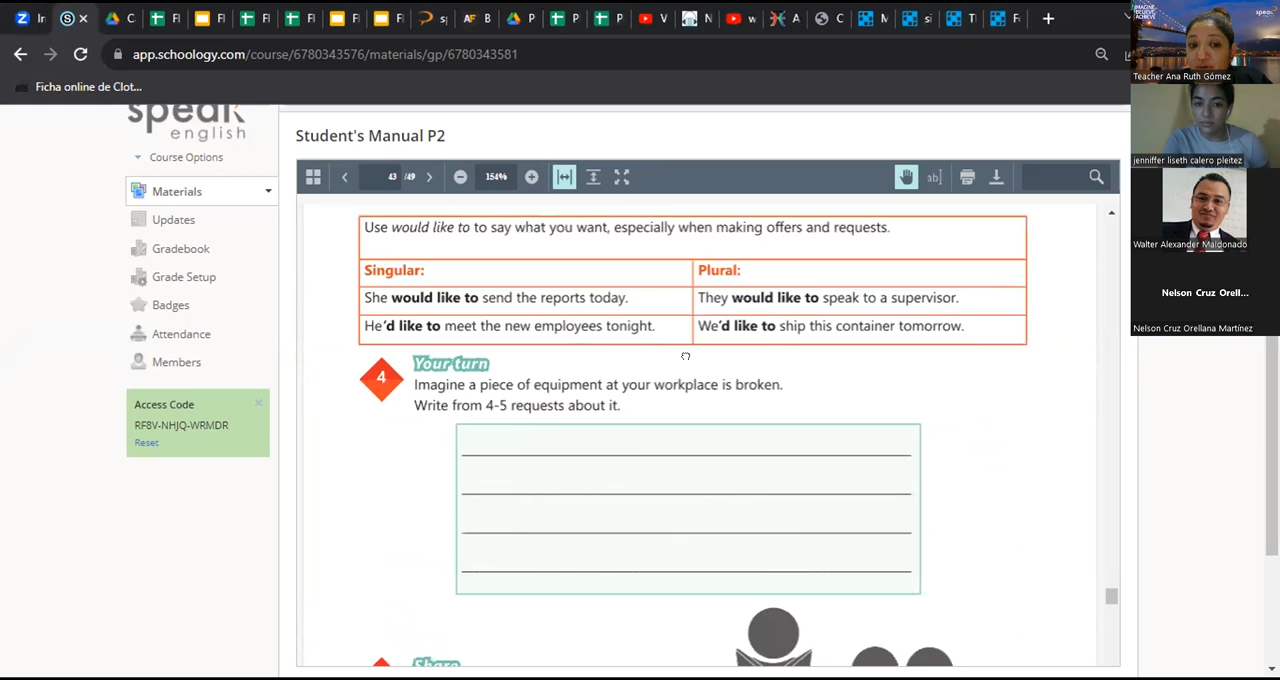 app.schoology.com/course/6780343576/materials/gp/6780343581
Ficha online de Clot...
IMAGINE
BELIEVE
ACHIEVE
speak
Teacher Ana Ruth Gómez
jenniffer liseth calero pleitez
Walter Alexander Maldonado
Nelson Cruz Orell...
Nelson Cruz Orellana Martínez
speak
english
Course Options
Materials
Updates
Gradebook
Grade Setup
Badges
Attendance
Members
Access Code
RF8V-NHJQ-WRMDR
Reset
Student's Manual P2
43 /49
154%
Use would like to to say what you want, especially when making offers and requests.
Singular: Plural:
She would like to send the reports today. They would like to speak to a supervisor.
He'd like to meet the new employees tonight. We'd like to ship this container tomorrow.
4 Your turn
Imagine a piece of equipment at your workplace is broken.
Write from 4-5 requests about it.
Share